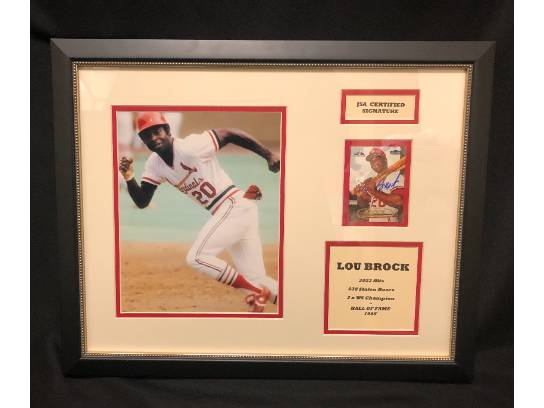 JSA CERTIFIED
SIGNATURE
Cardinals
20
20
LOU BROCK
3023 Hits
938 Stolen Bases
2 x WS Champion
HALL OF FAME
1985